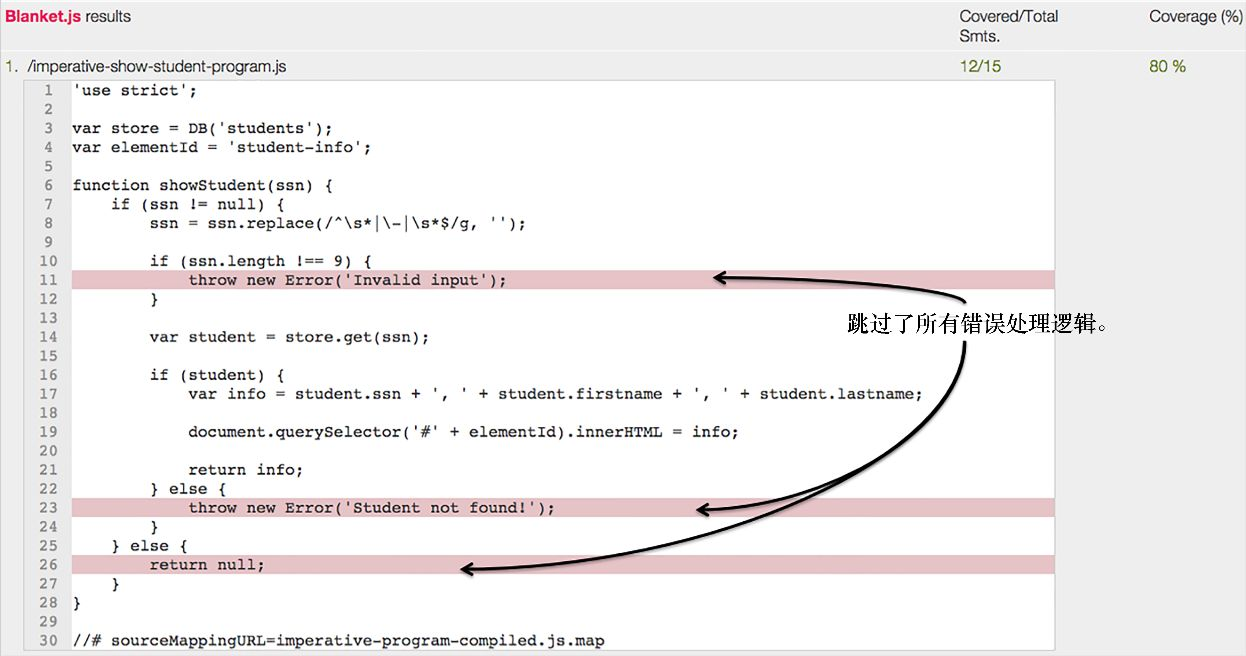 Blanket.js results Covered/Total Smts. Coverage (%)
1. /imperative-show-student-program.js 12/15 80 %
1 'use strict';
2
3 var store = DB('students');
4 var elementId = 'student-info';
5
6 function showStudent(ssn) {
7     if (ssn != null) {
8         ssn = ssn.replace(/^\s*|\-|\s*$/g, '');
9
10         if (ssn.length !== 9) {
11             throw new Error('Invalid input');
12         }
13
跳过了所有错误处理逻辑。
14         var student = store.get(ssn);
15
16         if (student) {
17             var info = student.ssn + ', ' + student.firstname + ', ' + student.lastname;
18
19             document.querySelector('#' + elementId).innerHTML = info;
20
21             return info;
22         } else {
23             throw new Error('Student not found!');
24         }
25     } else {
26         return null;
27     }
28 }
29
30 //# sourceMappingURL=imperative-program-compiled.js.map